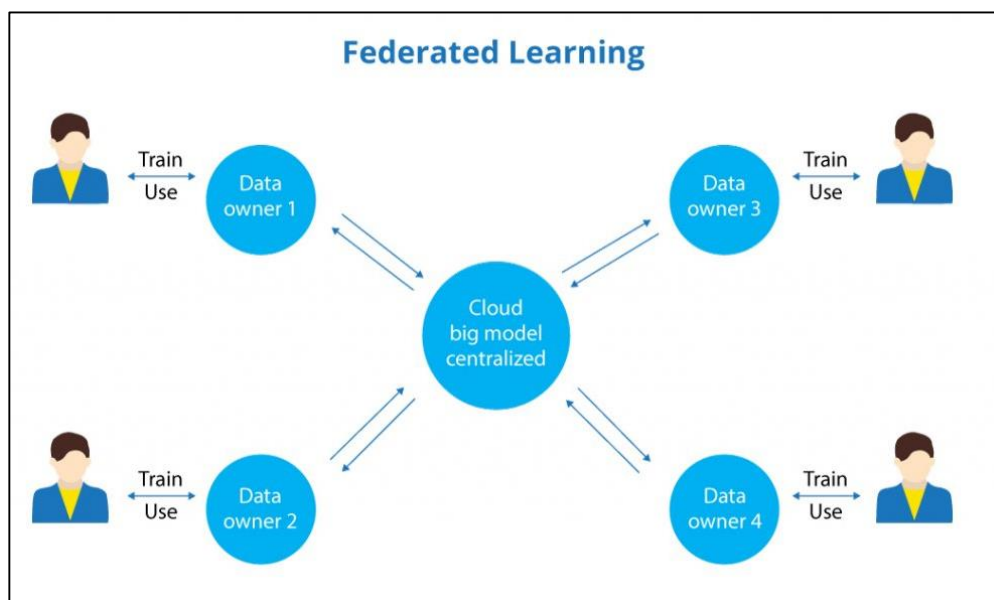 Federated Learning
Train
Use
Data
owner 1
Data
owner 3
Train
Use
Cloud
big model
centralized
Train
Use
Data
owner 2
Data
owner 4
Train
Use